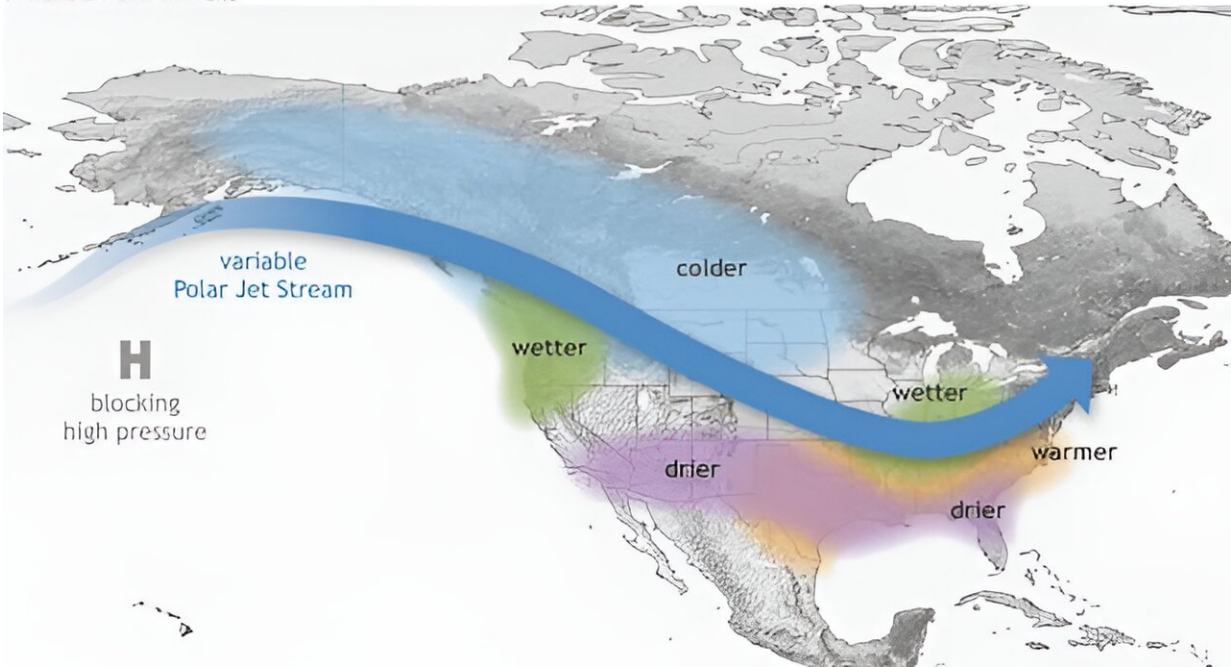 colder
variable
Polar Jet Stream
H
blocking
high pressure
wetter
wetter
warmer
drier
drier